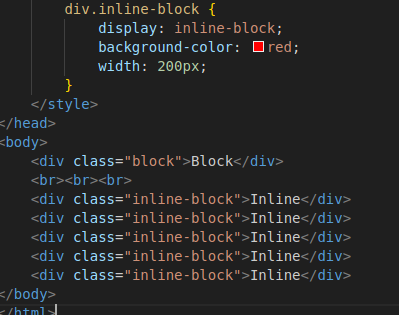 div.inline-block {
display: inline-block;
background-color: red;
width: 200px;
}
</style>
</head>
<body>
<div class="block">Block</div>
<br><br><br>
<div class="inline-block">Inline</div>
<div class="inline-block">Inline</div>
<div class="inline-block">Inline</div>
<div class="inline-block">Inline</div>
<div class="inline-block">Inline</div>
</body>
</html>